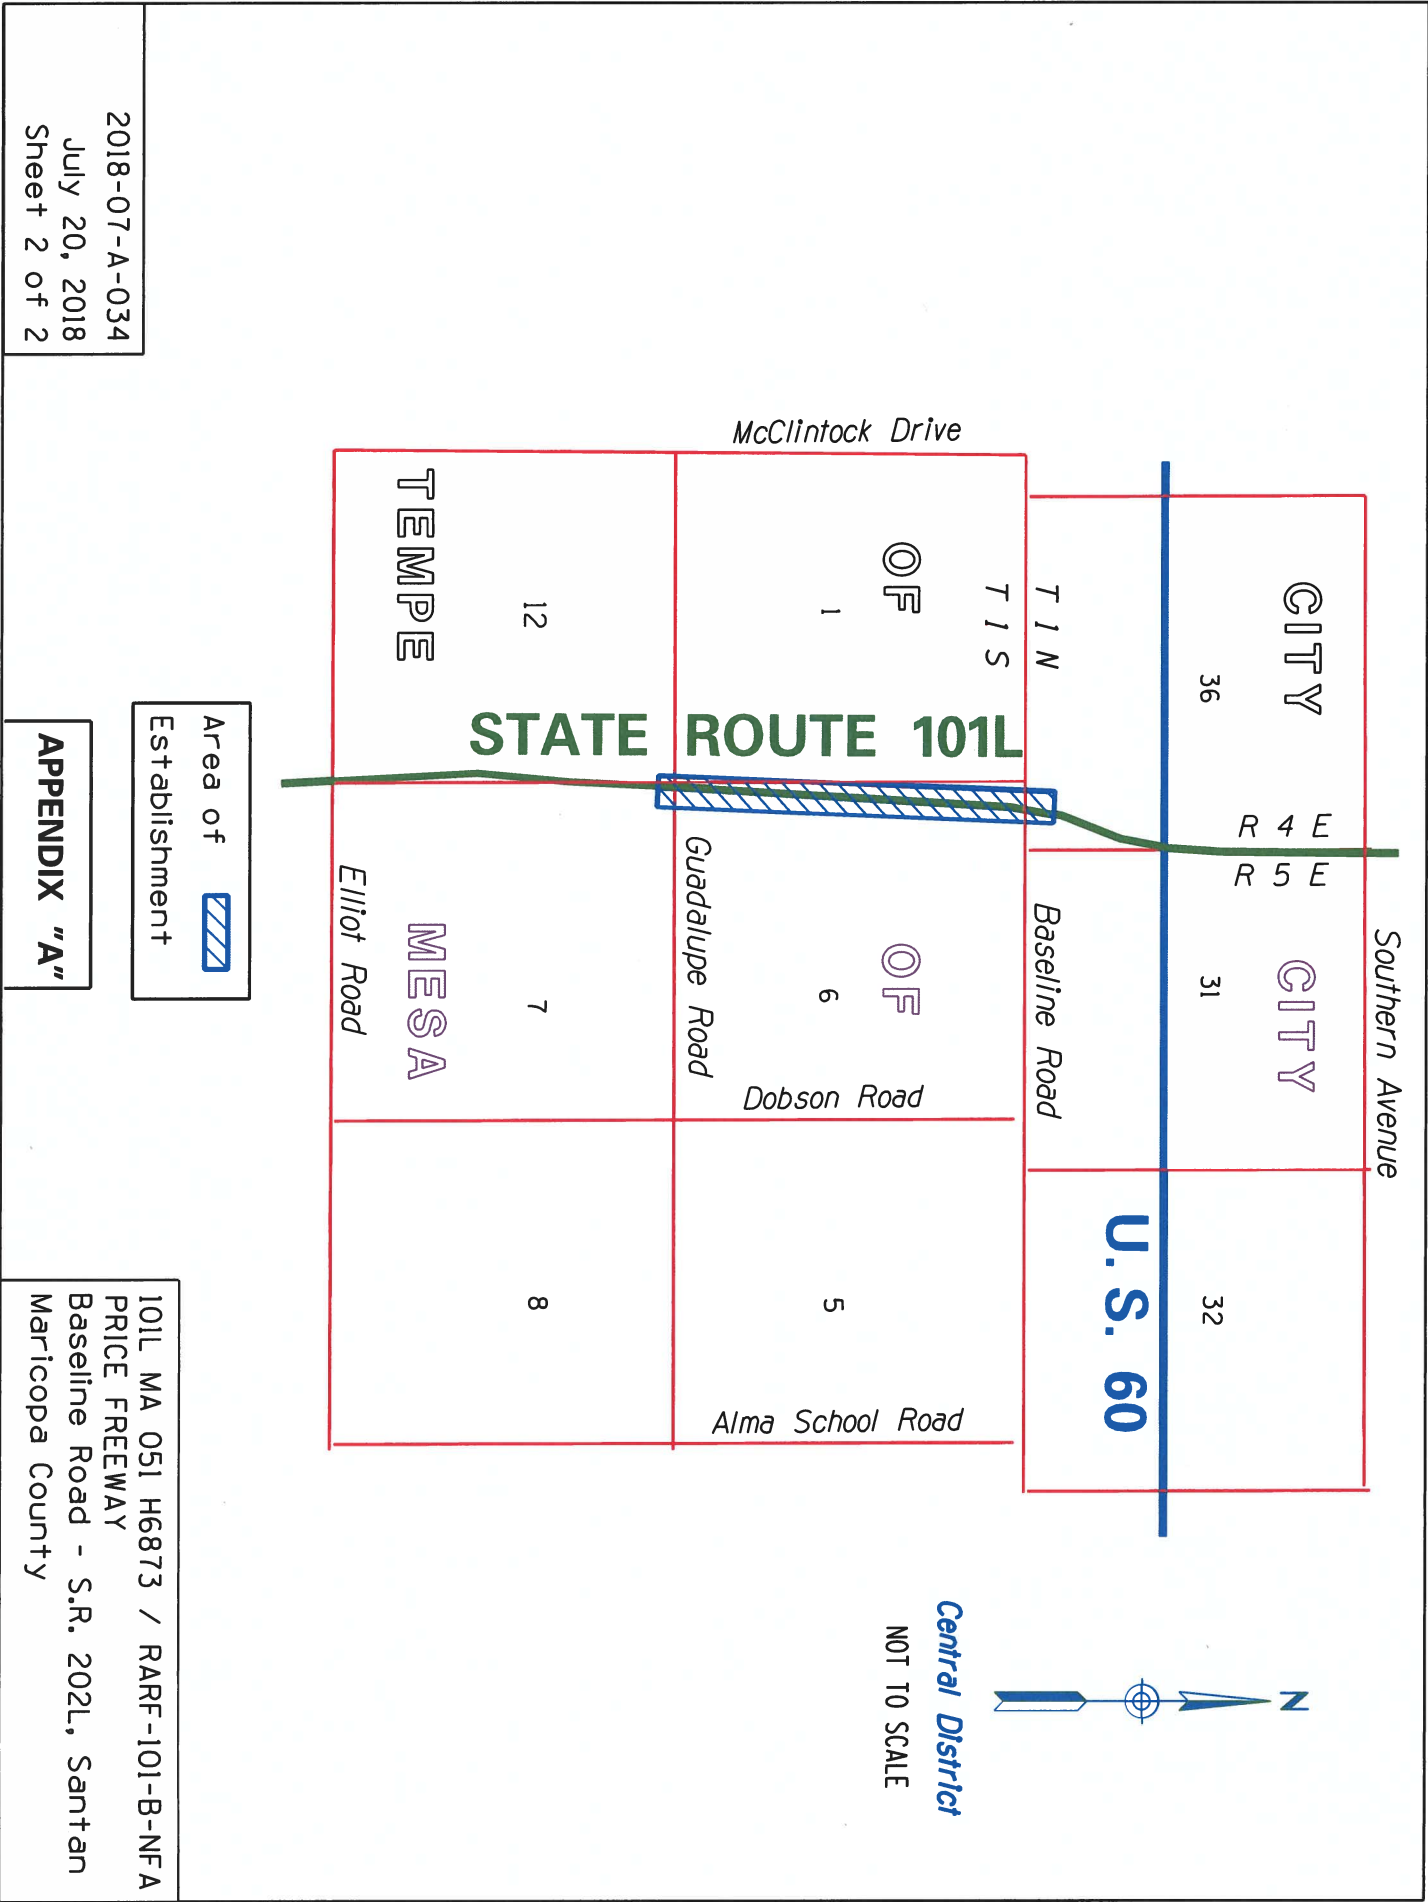 Southern Avenue
CITY
CITY
R 4 E
R 5 E
36
31
32
U. S. 60
T 1 N
T 1 S
Baseline Road
OF
OF
1
6
5
McClintock Drive
Dobson Road
Alma School Road
STATE ROUTE 101L
Guadalupe Road
12
7
8
TEMPE
MESA
Elliot Road
N
Central District
NOT TO SCALE
Area of
Establishment
2018-07-A-034
July 20, 2018
Sheet 2 of 2
APPENDIX "A"
101L MA 051 H6873 / RARF-101-B-NFA
PRICE FREEWAY
Baseline Road - S.R. 202L, Santan
Maricopa County